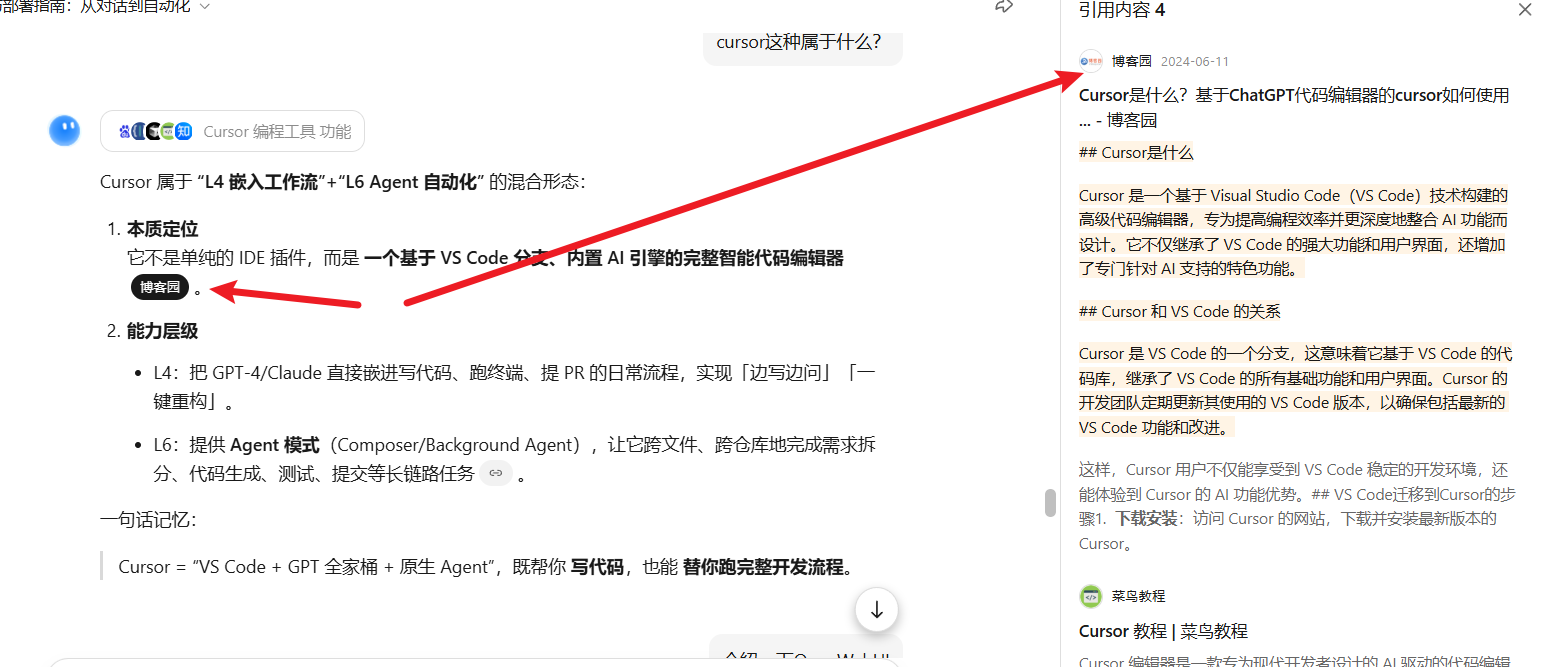 部署指南：从对话到自动化
cursor这种属于什么？
Cursor 编程工具 功能
Cursor 属于 “L4 嵌入工作流”+“L6 Agent 自动化” 的混合形态：
1. 本质定位
它不是单纯的 IDE 插件，而是 一个基于 VS Code 分支、内置 AI 引擎的完整智能代码编辑器
博客园 。
2. 能力层级
• L4：把 GPT-4/Claude 直接嵌进写代码、跑终端、提 PR 的日常流程，实现「边写边问」「一
键重构」。
• L6：提供 Agent 模式（Composer/Background Agent），让它跨文件、跨仓库地完成需求拆
分、代码生成、测试、提交等长链路任务 。
一句话记忆：
Cursor = “VS Code + GPT 全家桶 + 原生 Agent”，既帮你 写代码，也能 替你跑完整开发流程。
引用内容 4
博客园 2024-06-11
Cursor是什么？基于ChatGPT代码编辑器的cursor如何使用
... - 博客园
## Cursor是什么
Cursor 是一个基于 Visual Studio Code（VS Code）技术构建的
高级代码编辑器，专为提高编程效率并更深度地整合 AI 功能而
设计。它不仅继承了 VS Code 的强大功能和用户界面，还增加
了专门针对 AI 支持的特色功能。
## Cursor 和 VS Code 的关系
Cursor 是 VS Code 的一个分支，这意味着它基于 VS Code 的代
码库，继承了 VS Code 的所有基础功能和用户界面。Cursor 的
开发团队定期更新其使用的 VS Code 版本，以确保包括最新的
VS Code 功能和改进。
这样，Cursor 用户不仅能享受到 VS Code 稳定的开发环境，还
能体验到 Cursor 的 AI 功能优势。## VS Code迁移到Cursor的步
骤1. 下载安装：访问 Cursor 的网站，下载并安装最新版本的
Cursor。
菜鸟教程
Cursor 教程 | 菜鸟教程
Cursor 编辑器是一款专为现代开发者设计的 AI 驱动的代码编辑